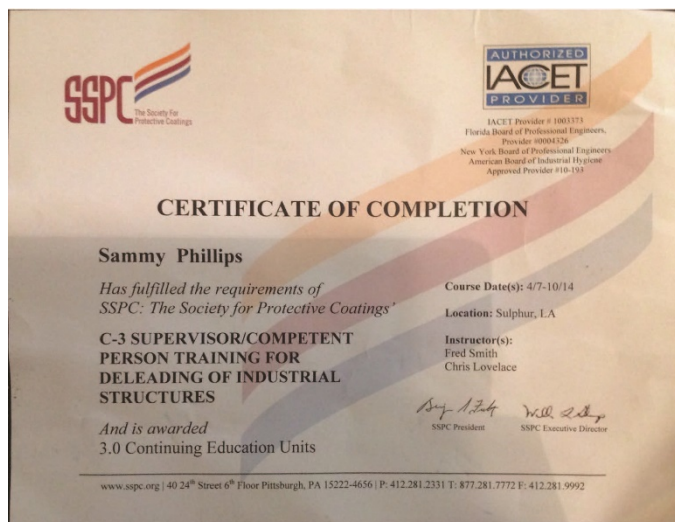 SSPC
The Society For
Protective Coatings
AUTHORIZED
IACET
PROVIDER
IACET Provider # 1003373
Florida Board of Professional Engineers,
Provider #0004326
New York Board of Professional Engineers
American Board of Industrial Hygiene
Approved Provider #10-193
CERTIFICATE OF COMPLETION
Sammy Phillips
Has fulfilled the requirements of
SSPC: The Society for Protective Coatings'
C-3 SUPERVISOR/COMPETENT
PERSON TRAINING FOR
DELEADING OF INDUSTRIAL
STRUCTURES
And is awarded
3.0 Continuing Education Units
Course Date(s): 4/7-10/14
Location: Sulphur, LA
Instructor(s):
Fred Smith
Chris Lovelace
SSPC President
SSPC Executive Director
www.sspc.org | 40 24th Street 6th Floor Pittsburgh, PA 15222-4656 | P: 412.281.2331 T: 877.281.7772 F: 412.281.9992